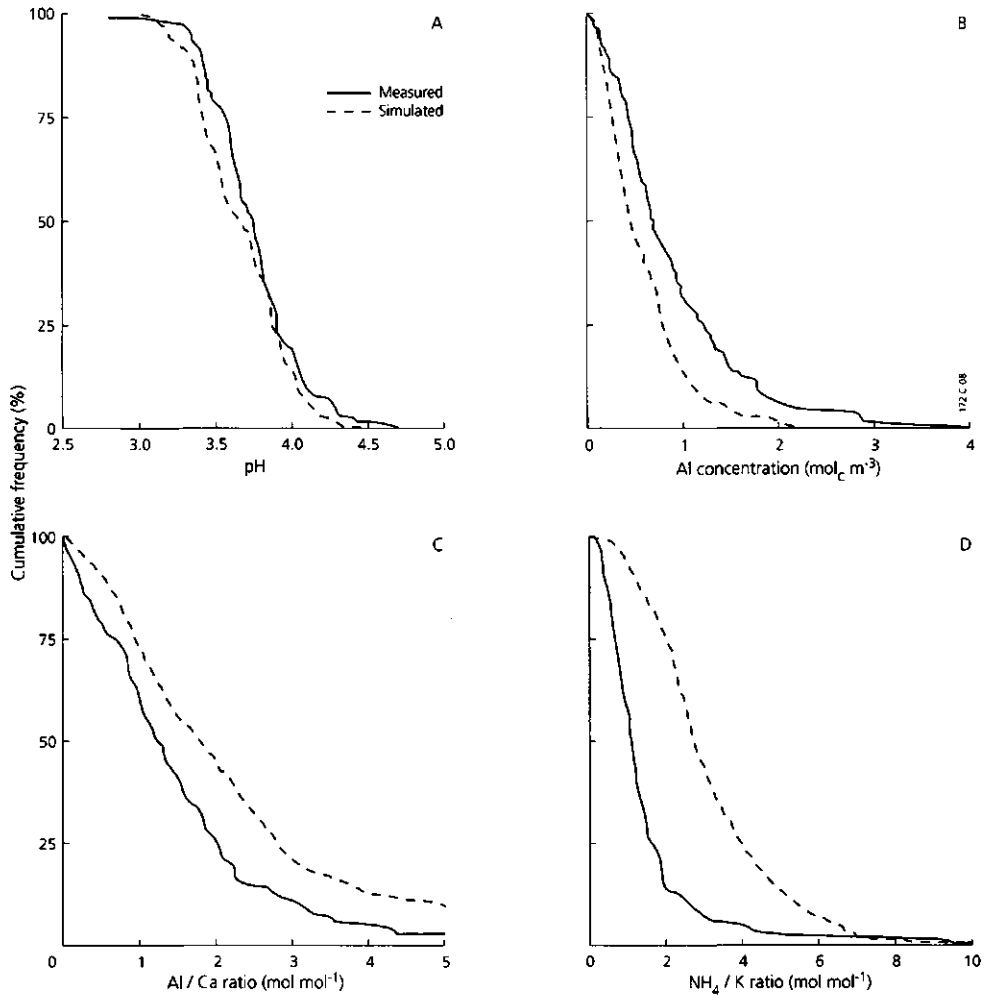 Cumulative frequency (%)
A
100
75
50
25
0
2.5 3.0 3.5 4.0 4.5 5.0
pH
Measured
Simulated
B
0 1 2 3 4
Al concentration (mol_c m⁻³)
172 C 08
C
100
75
50
25
0 1 2 3 4 5
Al / Ca ratio (mol mol⁻¹)
D
0 2 4 6 8 10
NH₄ / K ratio (mol mol⁻¹)